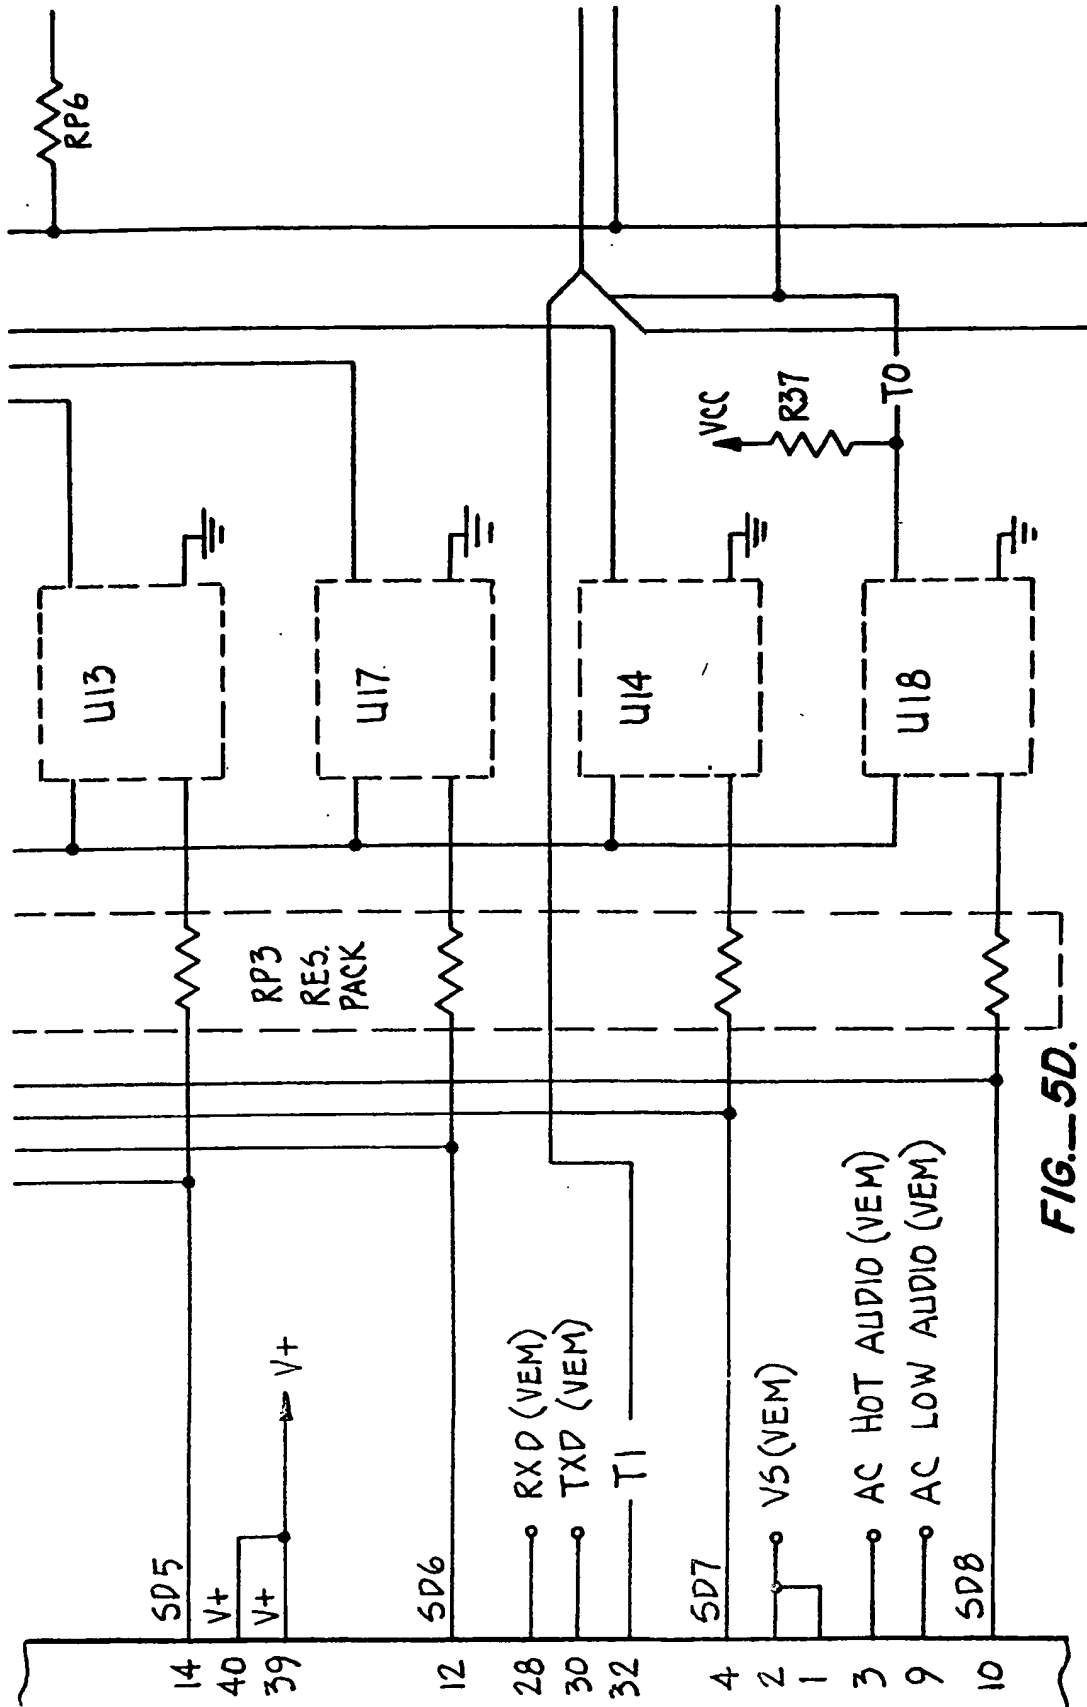 RP6
VCC
R37
T0
U13
U17
U14
U18
RP3
RES.
PACK
V+
RXD (VEM)
TXD (VEM)
T1
VS (VEM)
AC HOT AUDIO (VEM)
AC LOW AUDIO (VEM)
SD5
V+
V+
SD6
SD7
SD8
14
40
39
12
28
30
32
4
2
1
3
9
10
FIG._5D.